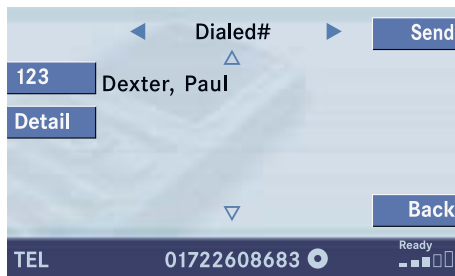 Dialed#
Send
123
Dexter, Paul
Detail
Back
TEL
01722608683
Ready